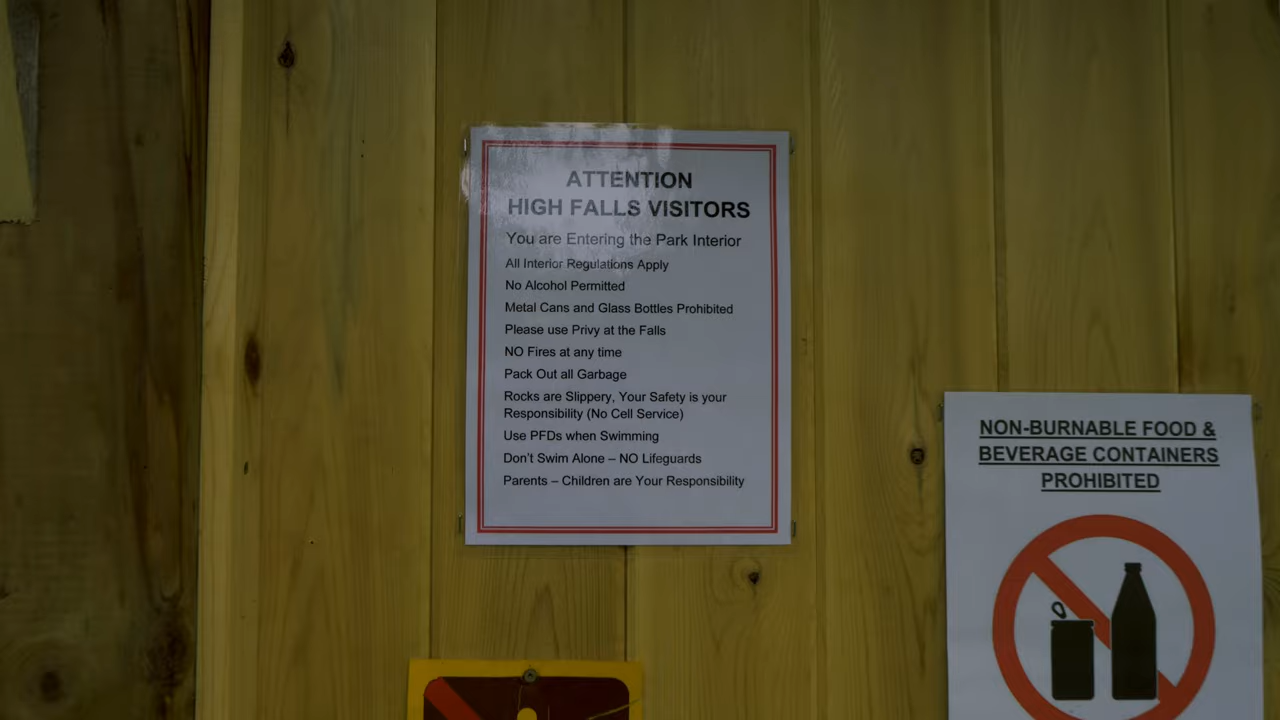 ATTENTION
HIGH FALLS VISITORS
You are Entering the Park Interior
All Interior Regulations Apply
No Alcohol Permitted
Metal Cans and Glass Bottles Prohibited
Please use Privy at the Falls
NO Fires at any time
Pack Out all Garbage
Rocks are Slippery, Your Safety is your
Responsibility (No Cell Service)
Use PFDs when Swimming
Don't Swim Alone – NO Lifeguards
Parents – Children are Your Responsibility
NON-BURNABLE FOOD &
BEVERAGE CONTAINERS
PROHIBITED